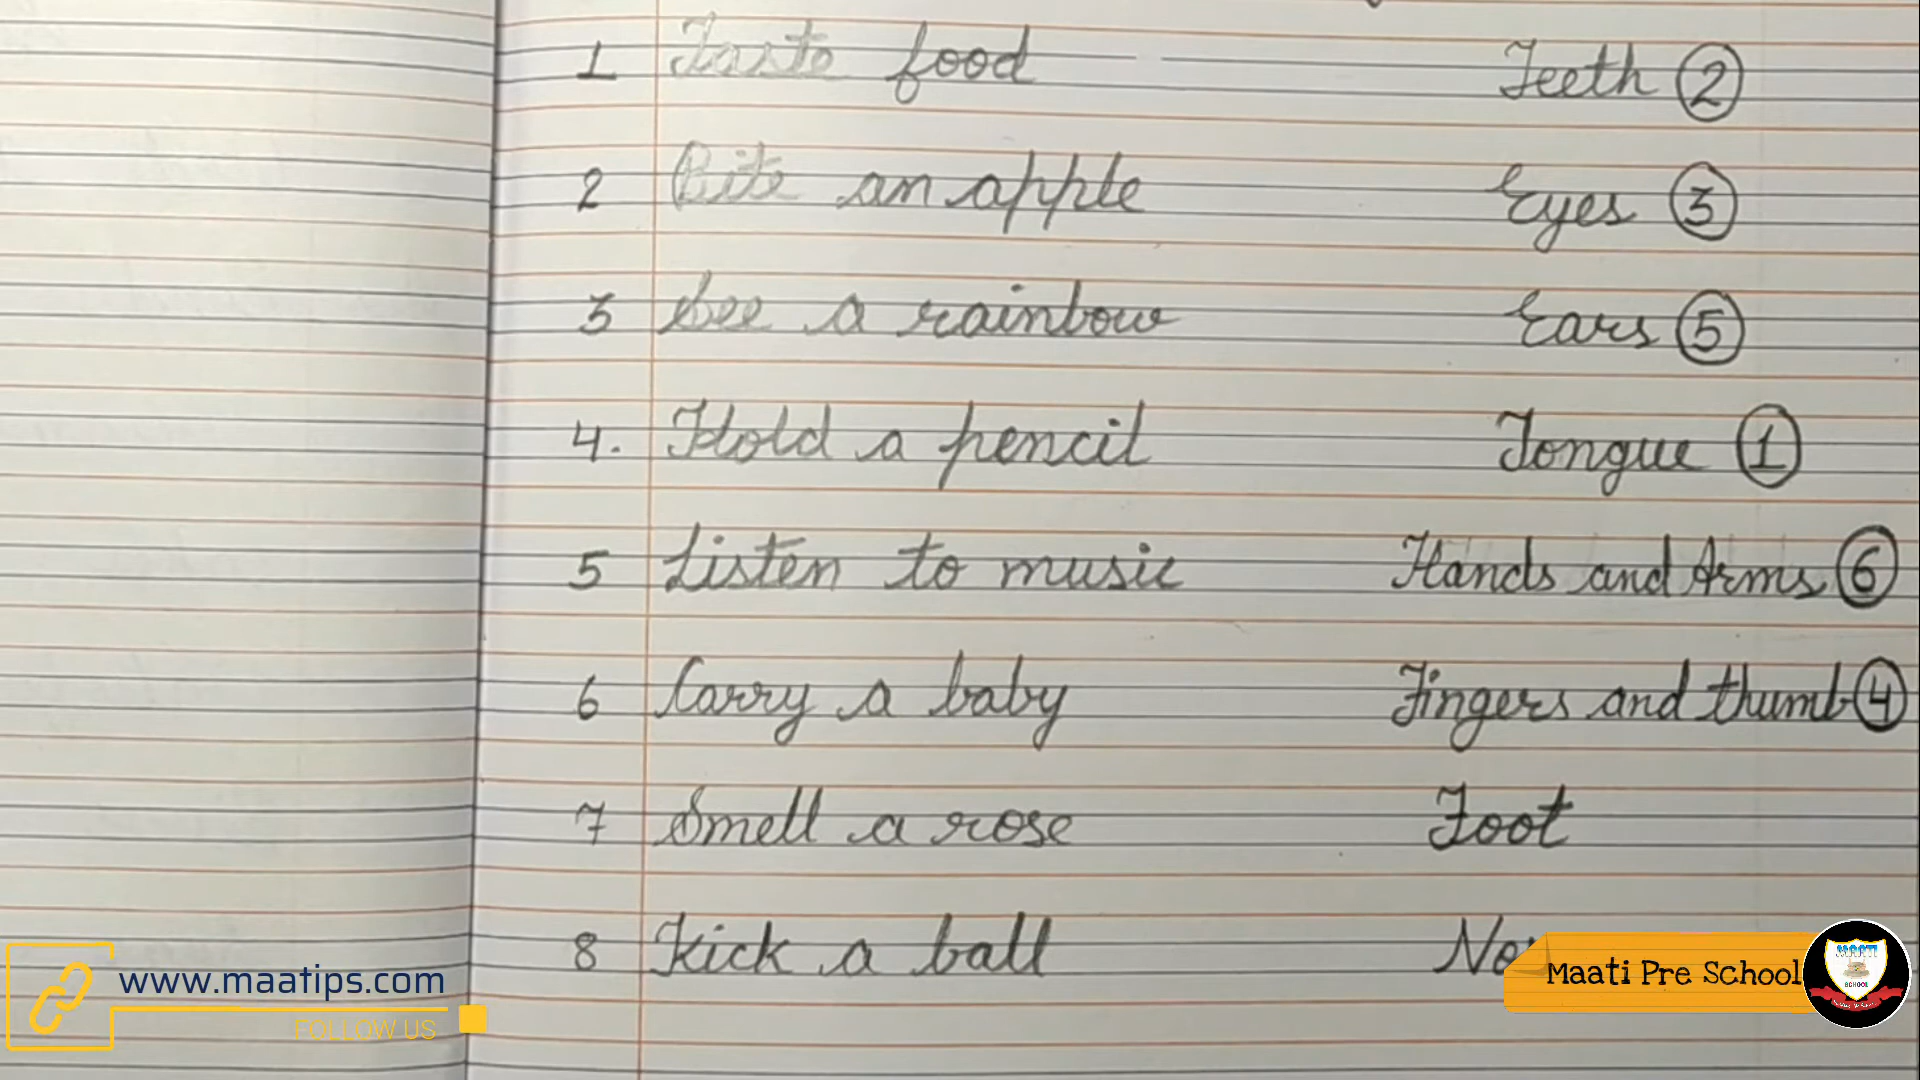 1 Taste food Teeth 2
2 Bite an apple Eyes 3
3 See a rainbow Ears 5
4. Hold a pencil Tongue 1
5 Listen to music Hands and Arms 6
6 Carry a baby Fingers and thumb 4
7 Smell a rose Foot
8 Kick a ball
www.maatips.com
FOLLOW US
Maati Pre School
MAATI
SCHOOL